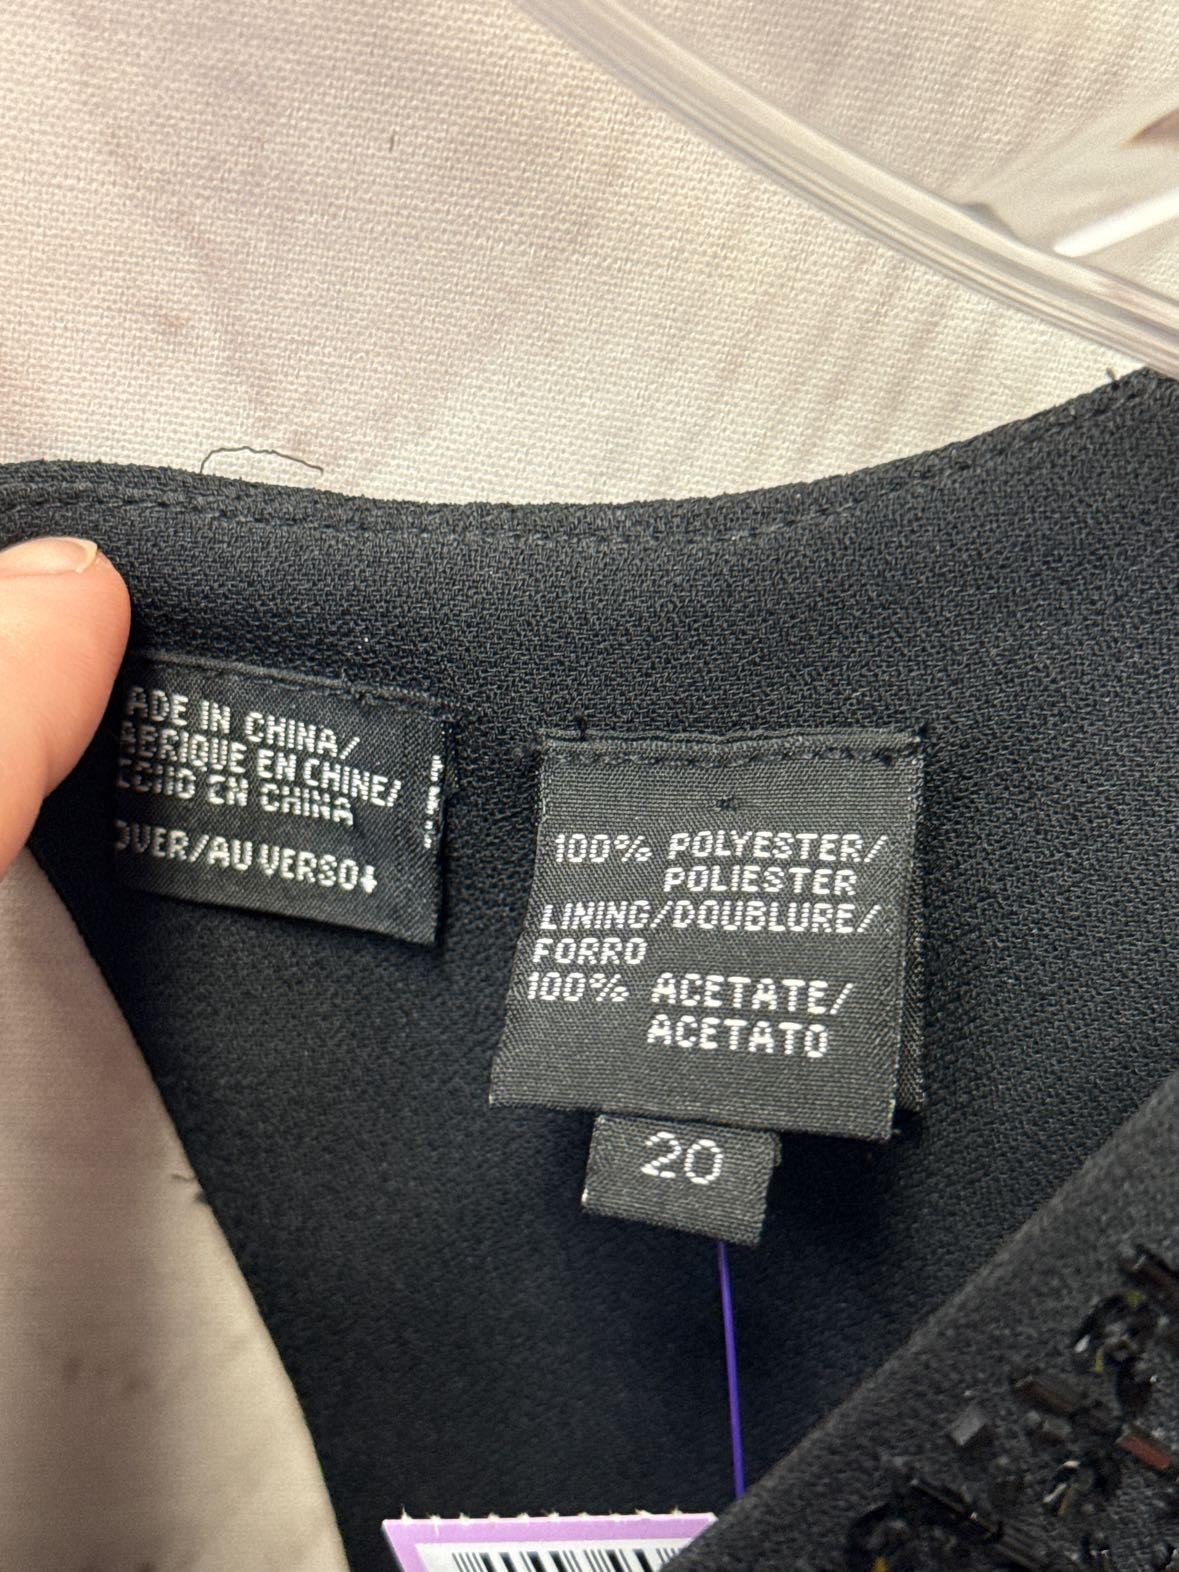 ADE IN CHINA/
ABRIQUE EN CHINE/
ECHO EN CHINA
OVER/AU VERSO↓
100% POLYESTER/
POLIESTER
LINING/DOUBLURE/
FORRO
100% ACETATE/
ACETATO
20